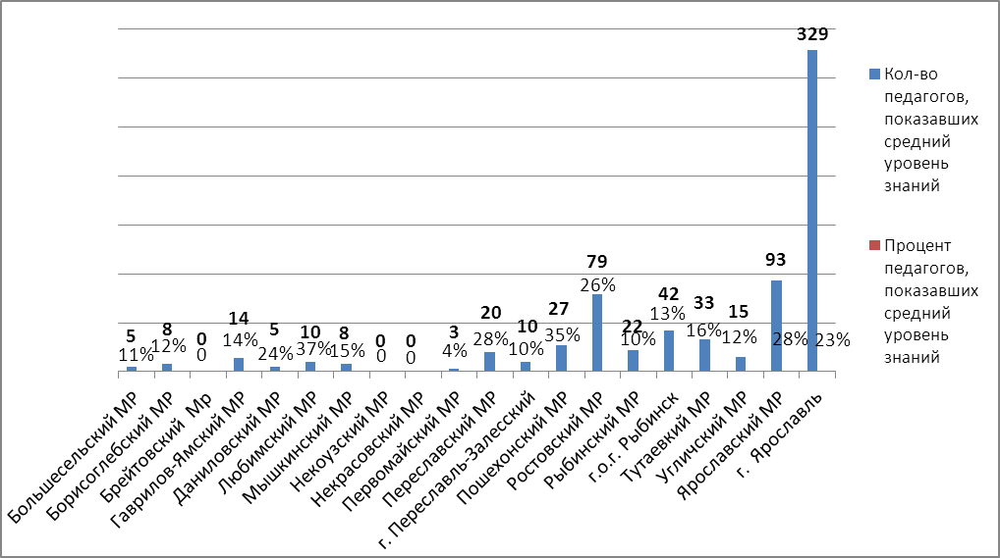 329
Кол-во
педагогов,
показавших
средний
уровень
знаний
Процент
педагогов,
показавших
средний
уровень
знаний
5
11%
8
12%
0
0
14
14%
5
24%
10
37%
8
15%
0
0
0
0
3
4%
20
28%
10
10%
27
35%
79
26%
22
10%
42
13%
33
16%
15
12%
93
28%
23%
Большесельский МР
Борисоглебский МР
Брейтовский Мр
Гаврилов-Ямский МР
Даниловский МР
Любимский МР
Мышкинский МР
Некоузский МР
Некрасовский МР
Первомайский МР
Переславский МР
г. Переславль-Залесский
Пошехонский МР
Ростовский МР
Рыбинский МР
г.о.г. Рыбинск
Тутаевкий МР
Угличский МР
Ярославский МР
г. Ярославль